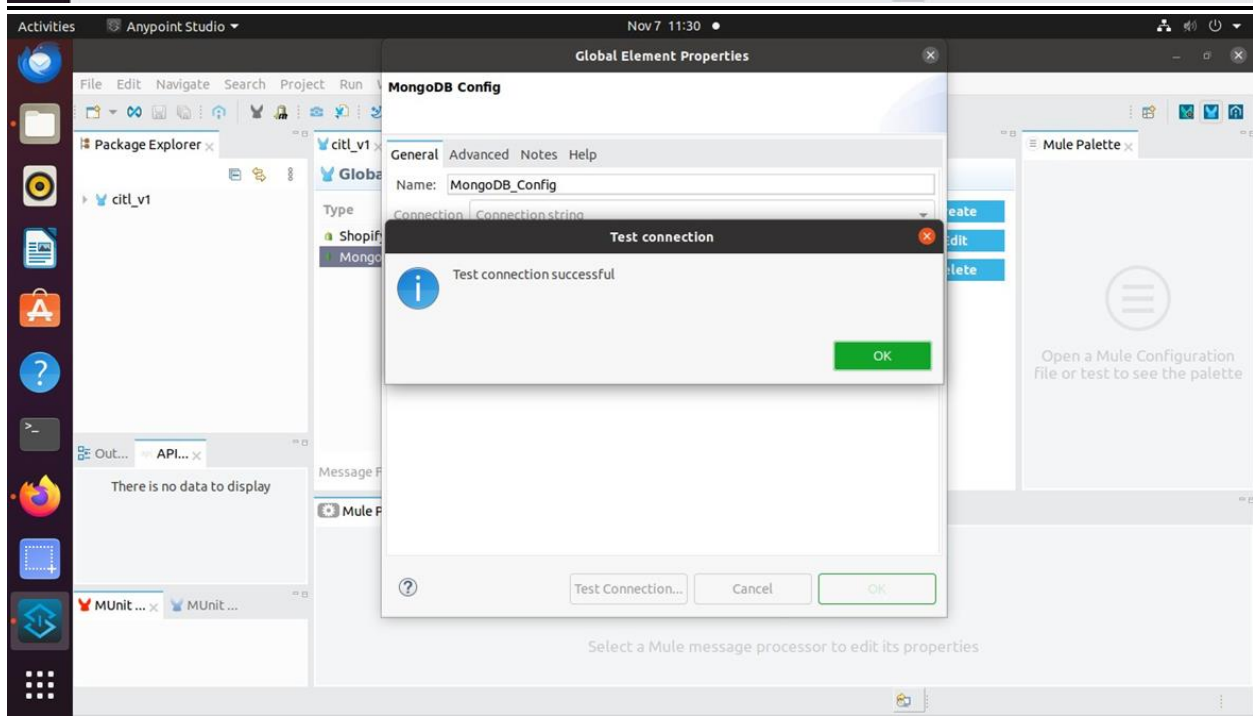 Activities Anypoint Studio Nov 7 11:30
Global Element Properties
File Edit Navigate Search Project Run
MongoDB Config
Package Explorer
citl_v1
General Advanced Notes Help
Mule Palette
Globa
Name: MongoDB_Config
citl_v1
Type
Connection Connection string
eate
Shopify
Test connection
dit
Mongo
lete
Test connection successful
OK
Open a Mule Configuration
file or test to see the palette
Out... API...
Message F
There is no data to display
Mule P
Test Connection... Cancel OK
MUnit ... MUnit ...
Select a Mule message processor to edit its properties